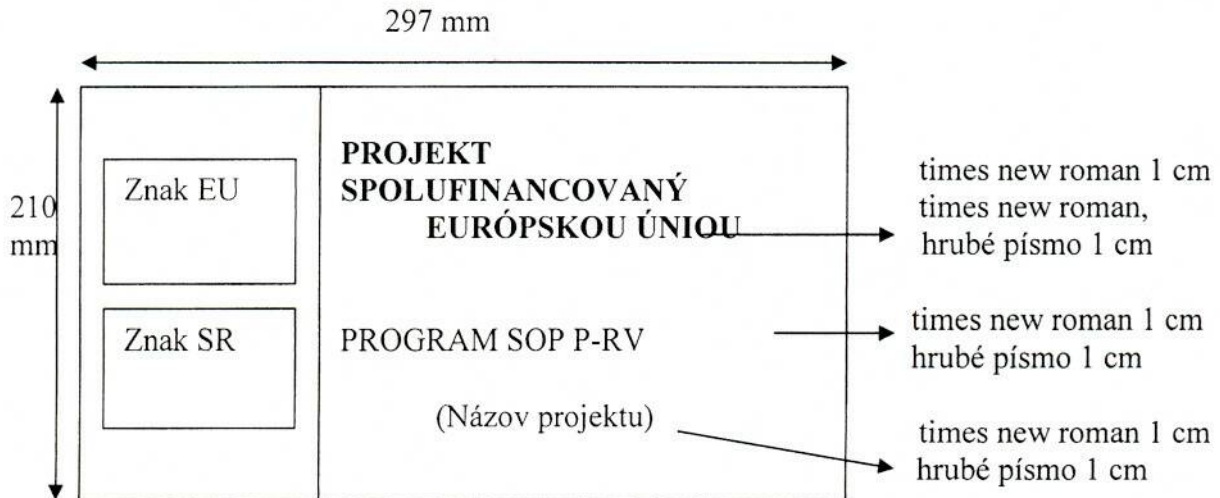 297 mm
210
mm
Znak EU
PROJEKT
SPOLUFINANCOVANÝ
EURÓPSKOU ÚNIOU
times new roman 1 cm
times new roman,
hrubé písmo 1 cm
Znak SR
PROGRAM SOP P-RV
times new roman 1 cm
hrubé písmo 1 cm
(Názov projektu)
times new roman 1 cm
hrubé písmo 1 cm